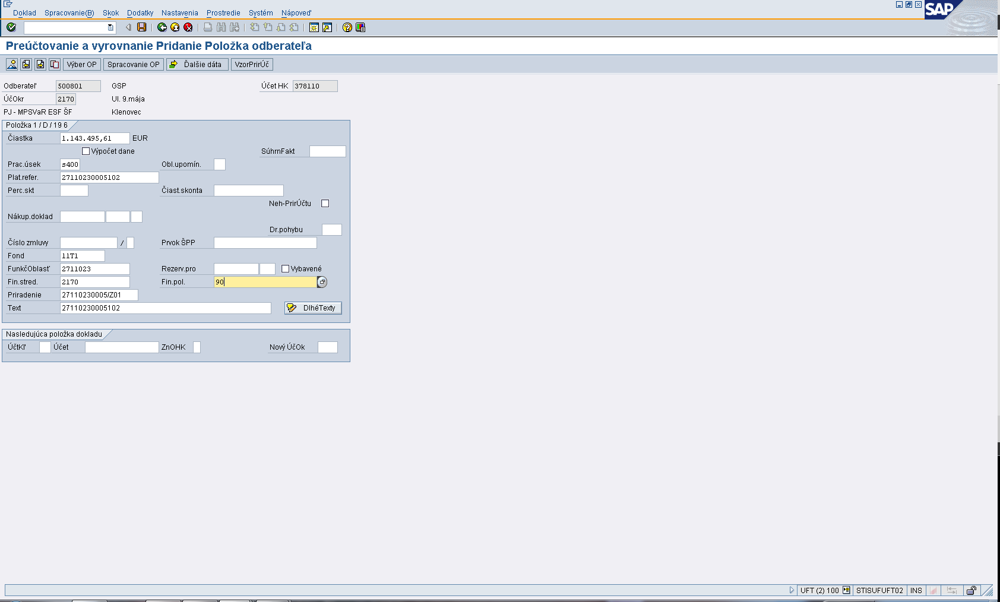 Doklad Spracovanie(B) Skok Dodatky Nastavenia Prostredie Systém Nápoveď
SAP
Preúčtovanie a vyrovnanie Pridanie Položka odberateľa
Výber OP Spracovanie OP Ďalšie dáta VzorPrirÚč
Odberateľ 500801 GSP Účet HK 378110
ÚčOkr 2170 Ul. 9.mája
PJ - MPSVaR ESF ŠF Klenovec
Položka 1 / D / 19 6
Čiastka 1.143.495,61 EUR
Výpočet dane SúhrnFakt
Prac.úsek s400 Obl.upomín.
Plat.refer. 27110230005102
Perc.skt Čiast.skonta
Neh-PrirÚčtu
Nákup.doklad
Dr.pohybu
Číslo zmluvy / Prvok ŠPP
Fond 11T1
FunkčOblasť 2711023 Rezerv.pro Vybavené
Fin.stred. 2170 Fin.pol. 90
Priradenie 27110230005/Z01
Text 27110230005102 DlhéTexty
Nasledujúca položka dokladu
ÚčtKľ Účet ZnOHK Nový ÚčOk
UFT (2) 100 STISUFUFT02 INS